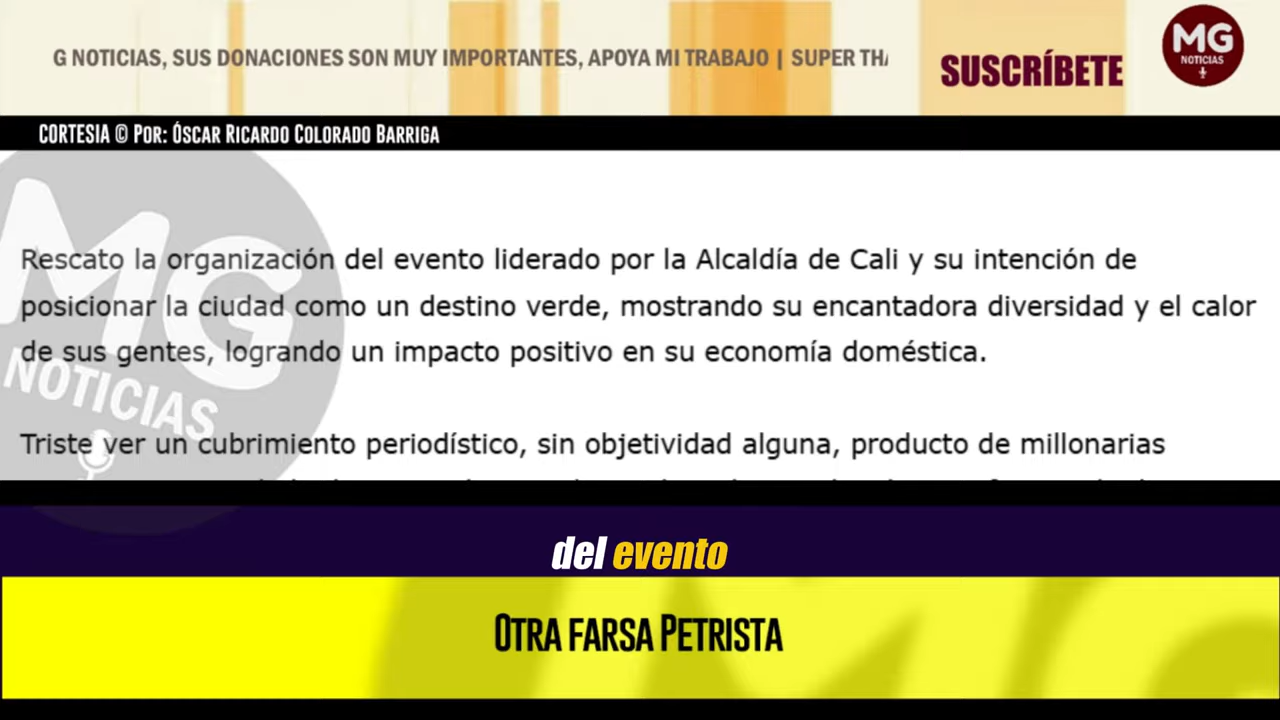 G NOTICIAS, SUS DONACIONES SON MUY IMPORTANTES, APOYA MI TRABAJO | SUPER
SUSCRÍBETE
MG
NOTICIAS
CORTESIA © Por: Óscar Ricardo Colorado Barriga
Rescato la organización del evento liderado por la Alcaldía de Cali y su intención de
posicionar la ciudad como un destino verde, mostrando su encantadora diversidad y el calor
de sus gentes, logrando un impacto positivo en su economía doméstica.
Triste ver un cubrimiento periodístico, sin objetividad alguna, producto de millonarias
MG
NOTICIAS
del evento
Otra farsa Petrista